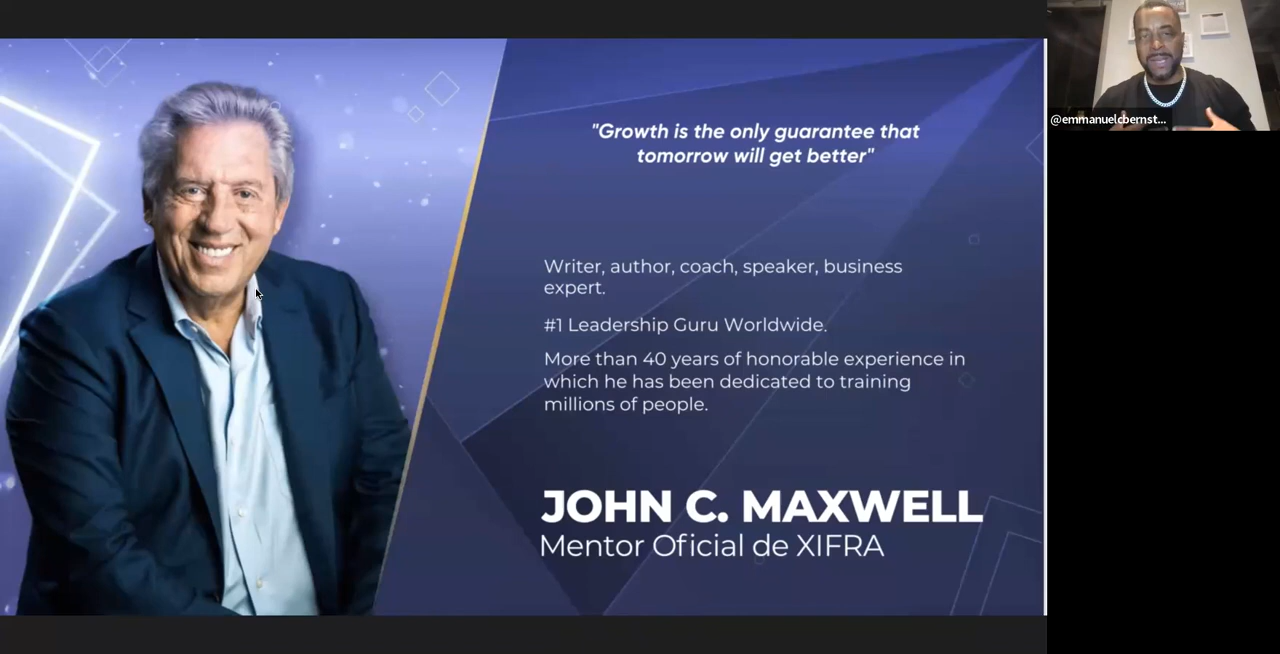 "Growth is the only guarantee that
tomorrow will get better"
Writer, author, coach, speaker, business
expert.
#1 Leadership Guru Worldwide.
More than 40 years of honorable experience in
which he has been dedicated to training
millions of people.
JOHN C. MAXWELL
Mentor Oficial de XIFRA
@emmanuelcbernst...